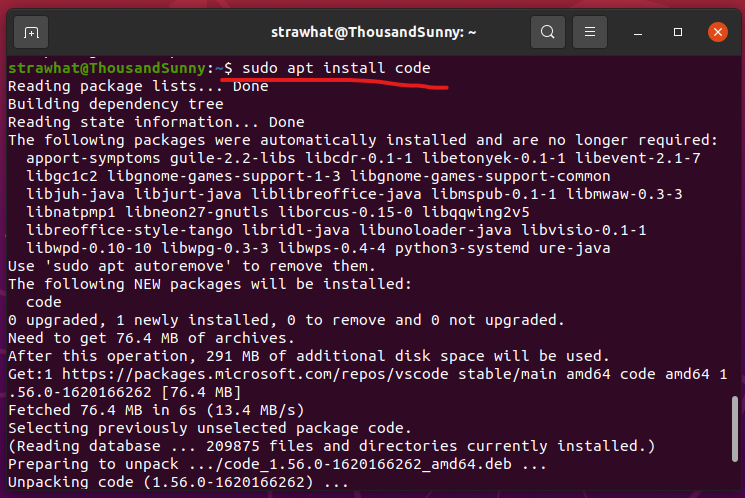 strawhat@ThousandSunny: ~
strawhat@ThousandSunny:~$ sudo apt install code
Reading package lists... Done
Building dependency tree
Reading state information... Done
The following packages were automatically installed and are no longer required:
  apport-symptoms guile-2.2-libs libcdr-0.1-1 libetonyek-0.1-1 libevent-2.1-7
  libgc1c2 libgnome-games-support-1-3 libgnome-games-support-common
  libjuh-java libjurt-java liblibreoffice-java libmspub-0.1-1 libmwaw-0.3-3
  libnatpmp1 libneon27-gnutls liborcus-0.15-0 libqqwing2v5
  libreoffice-style-tango libridl-java libunoloader-java libvisio-0.1-1
  libwpd-0.10-10 libwpg-0.3-3 libwps-0.4-4 python3-systemd ure-java
Use 'sudo apt autoremove' to remove them.
The following NEW packages will be installed:
  code
0 upgraded, 1 newly installed, 0 to remove and 0 not upgraded.
Need to get 76.4 MB of archives.
After this operation, 291 MB of additional disk space will be used.
Get:1 https://packages.microsoft.com/repos/vscode stable/main amd64 code amd64 1
.56.0-1620166262 [76.4 MB]
Fetched 76.4 MB in 6s (13.4 MB/s)
Selecting previously unselected package code.
(Reading database ... 209875 files and directories currently installed.)
Preparing to unpack .../code_1.56.0-1620166262_amd64.deb ...
Unpacking code (1.56.0-1620166262) ...